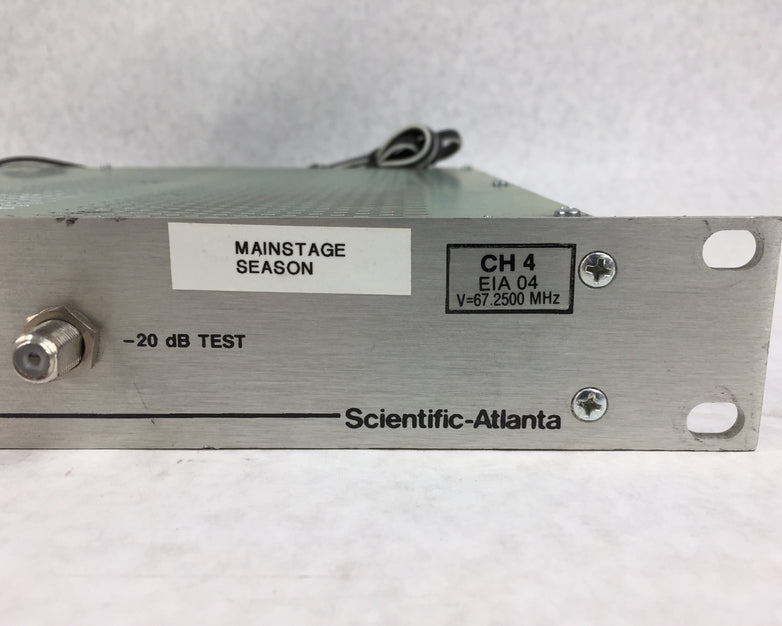 MAINSTAGE
SEASON
CH 4
EIA 04
V=67.2500 MHz
-20 dB TEST
Scientific-Atlanta